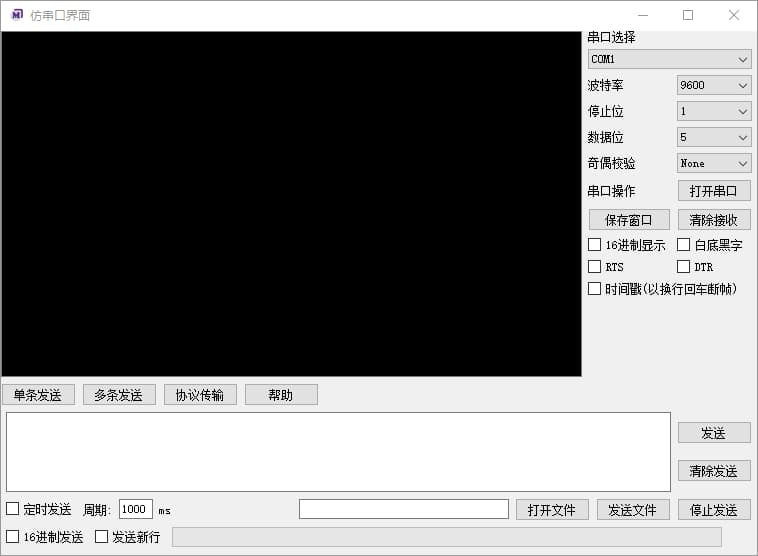 仿串口界面
串口选择
COM1
波特率 9600
停止位 1
数据位 5
奇偶校验 None
串口操作 打开串口
保存窗口 清除接收
16进制显示 白底黑字
RTS DTR
时间戳(以换行回车断帧)
单条发送 多条发送 协议传输 帮助
发送
清除发送
定时发送 周期: 1000 ms 打开文件 发送文件 停止发送
16进制发送 发送新行